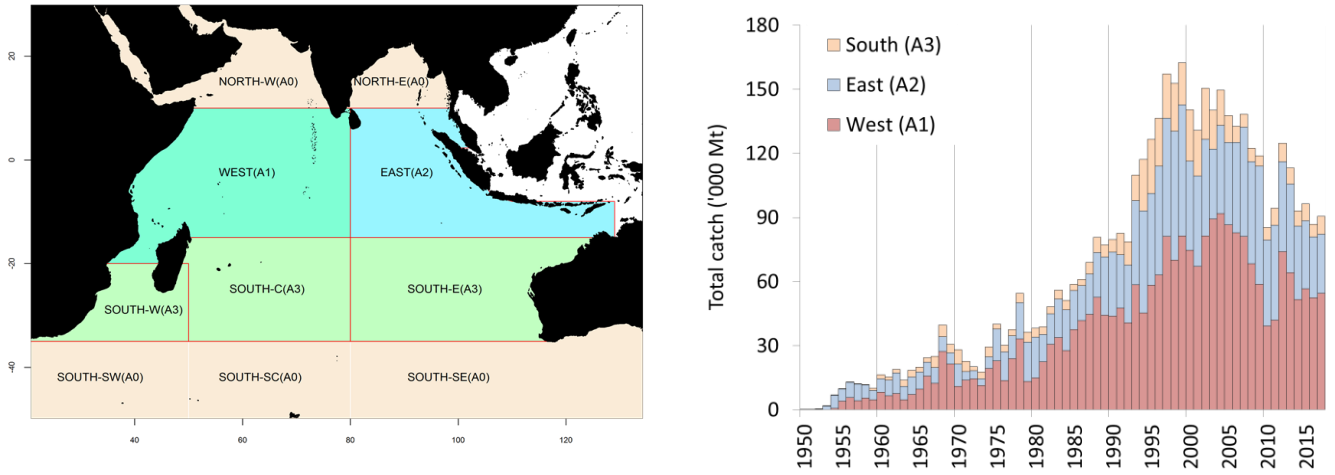 NORTH-W(A0) NORTH-E(A0)
WEST(A1) EAST(A2)
SOUTH-W(A3) SOUTH-C(A3) SOUTH-E(A3)
SOUTH-SW(A0) SOUTH-SC(A0) SOUTH-SE(A0)
20
0
-20
-40
40 60 80 100 120
Total catch ('000 Mt)
180
150
120
90
60
30
0
South (A3)
East (A2)
West (A1)
1950 1955 1960 1965 1970 1975 1980 1985 1990 1995 2000 2005 2010 2015